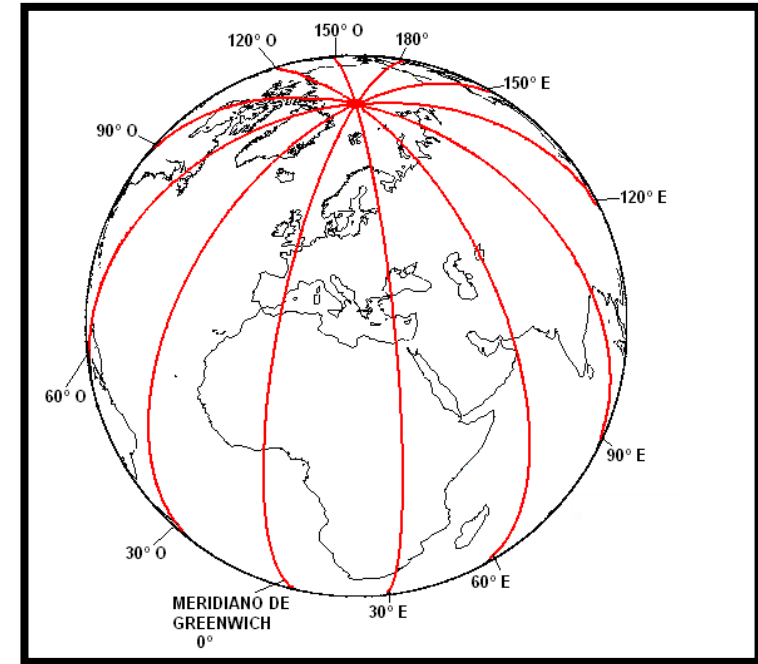 150° O
180°
120° O
150° E
90° O
120° E
60° O
90° E
30° O
60° E
MERIDIANO DE
GREENWICH
0°
30° E